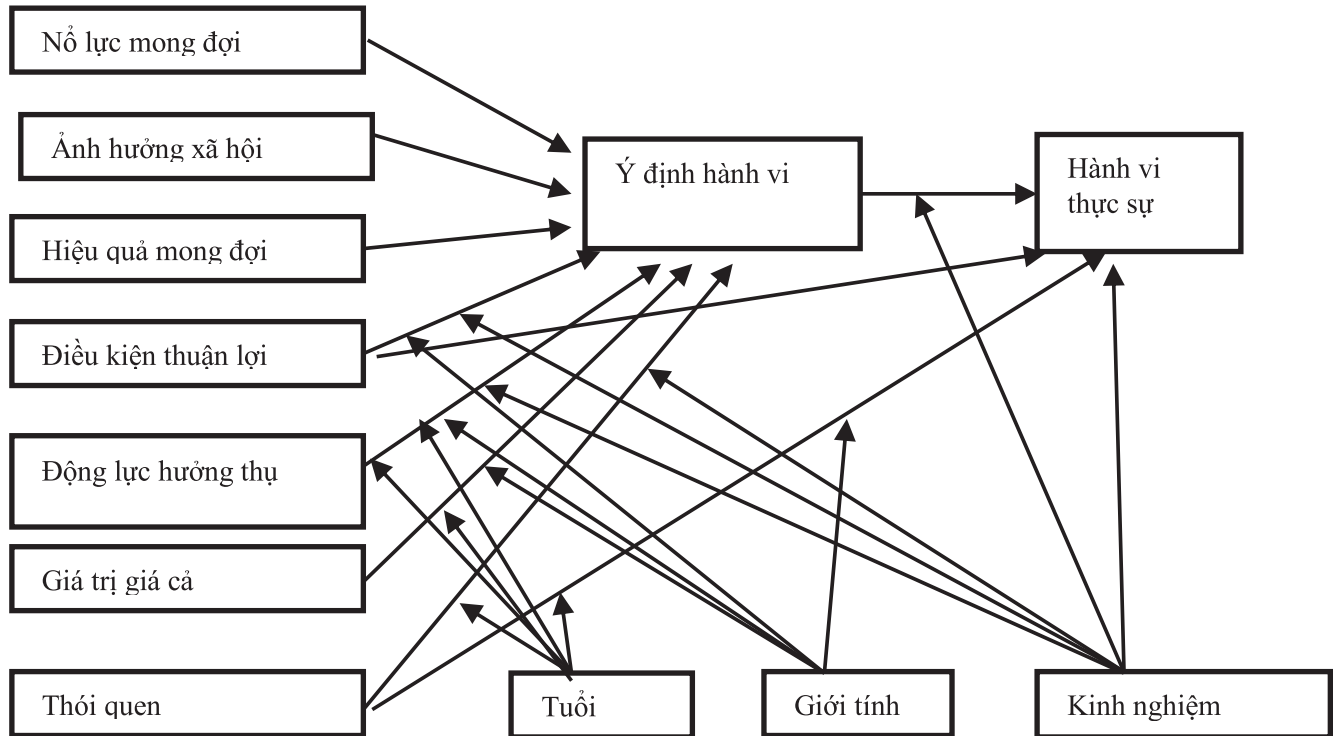 Nổ lực mong đợi
Ảnh hưởng xã hội
Hiệu quả mong đợi
Điều kiện thuận lợi
Động lực hưởng thụ
Giá trị giá cả
Thói quen
Ý định hành vi
Hành vi
thực sự
Tuổi
Giới tính
Kinh nghiệm